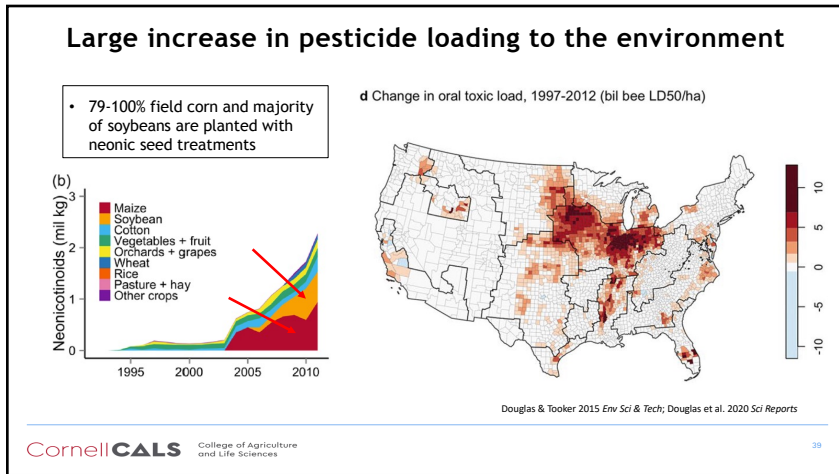 Large increase in pesticide loading to the environment
• 79-100% field corn and majority
of soybeans are planted with
neonic seed treatments
d Change in oral toxic load, 1997-2012 (bil bee LD50/ha)
(b)
Neonicotinoids (mil kg)
3
2
1
0
Maize
Soybean
Cotton
Vegetables + fruit
Orchards + grapes
Wheat
Rice
Pasture + hay
Other crops
1995
2000
2005
2010
10
5
0
-5
-10
Douglas & Tooker 2015 Env Sci & Tech; Douglas et al. 2020 Sci Reports
CornellCALS
College of Agriculture
and Life Sciences
39